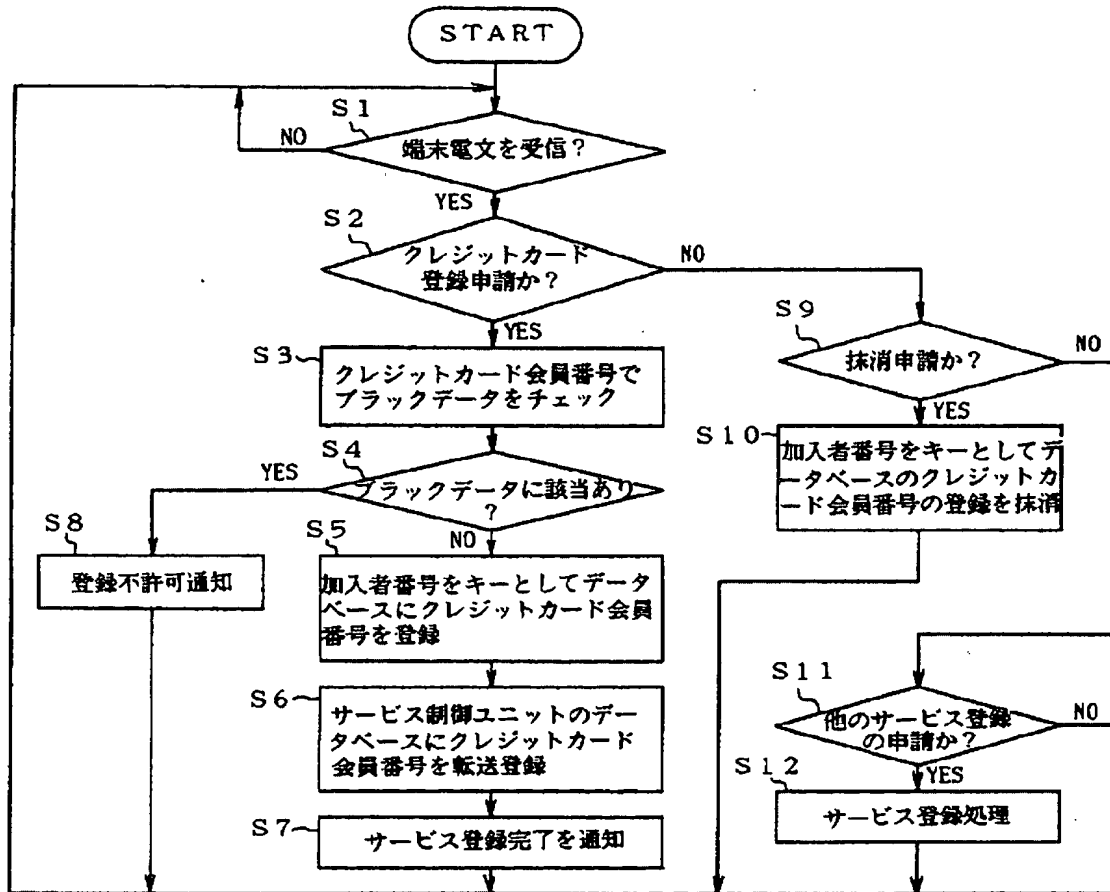 START
S1
端末電文を受信?
NO
YES
S2
クレジットカード
登録申請か?
NO
YES
S3
クレジットカード会員番号で
ブラックデータをチェック
S4
ブラックデータに該当あり
?
YES
NO
S5
加入者番号をキーとしてデータ
ベースにクレジットカード会員
番号を登録
S6
サービス制御ユニットのデー
タベースにクレジットカード
会員番号を転送登録
S7
サービス登録完了を通知
S8
登録不許可通知
S9
抹消申請か?
NO
YES
S10
加入者番号をキーとしてデ
ータベースのクレジットカ
ード会員番号の登録を抹消
S11
他のサービス登録
の申請か?
NO
YES
S12
サービス登録処理